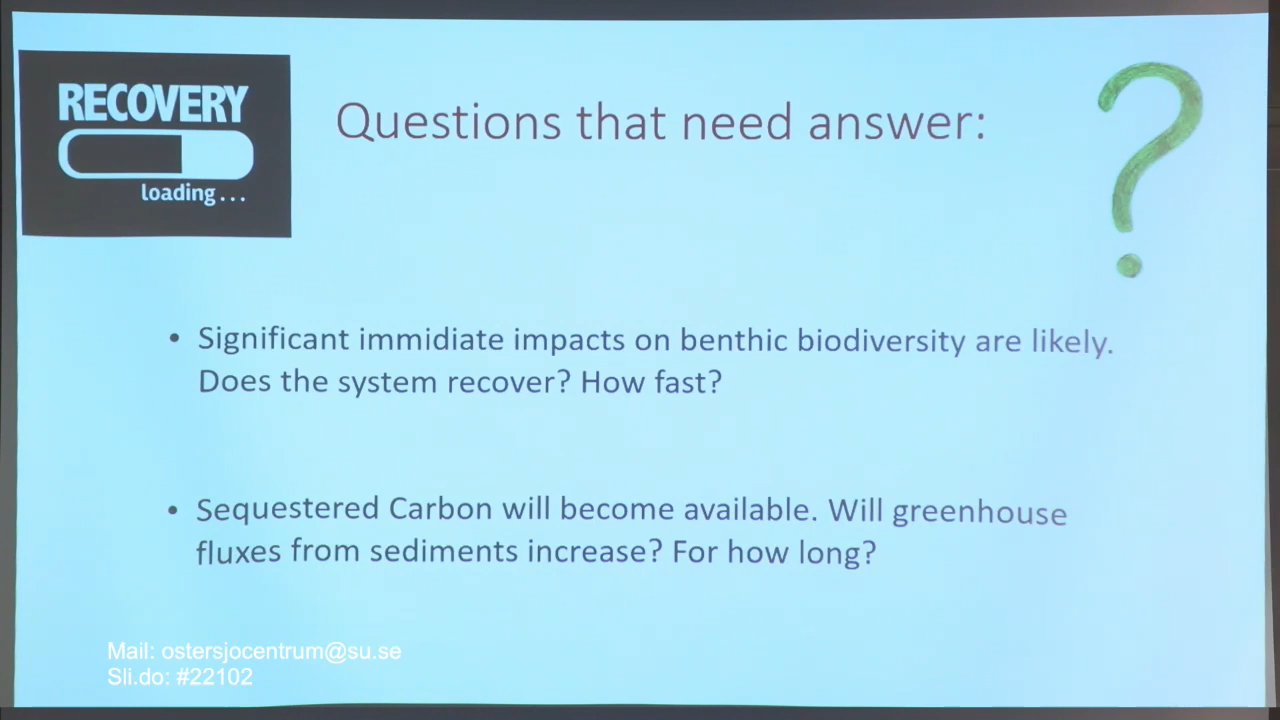 RECOVERY
loading...
Questions that need answer:
?
• Significant immidiate impacts on benthic biodiversity are likely.
Does the system recover? How fast?
• Sequestered Carbon will become available. Will greenhouse
fluxes from sediments increase? For how long?
Mail: ostersjocentrum@su.se
Sli.do: #22102